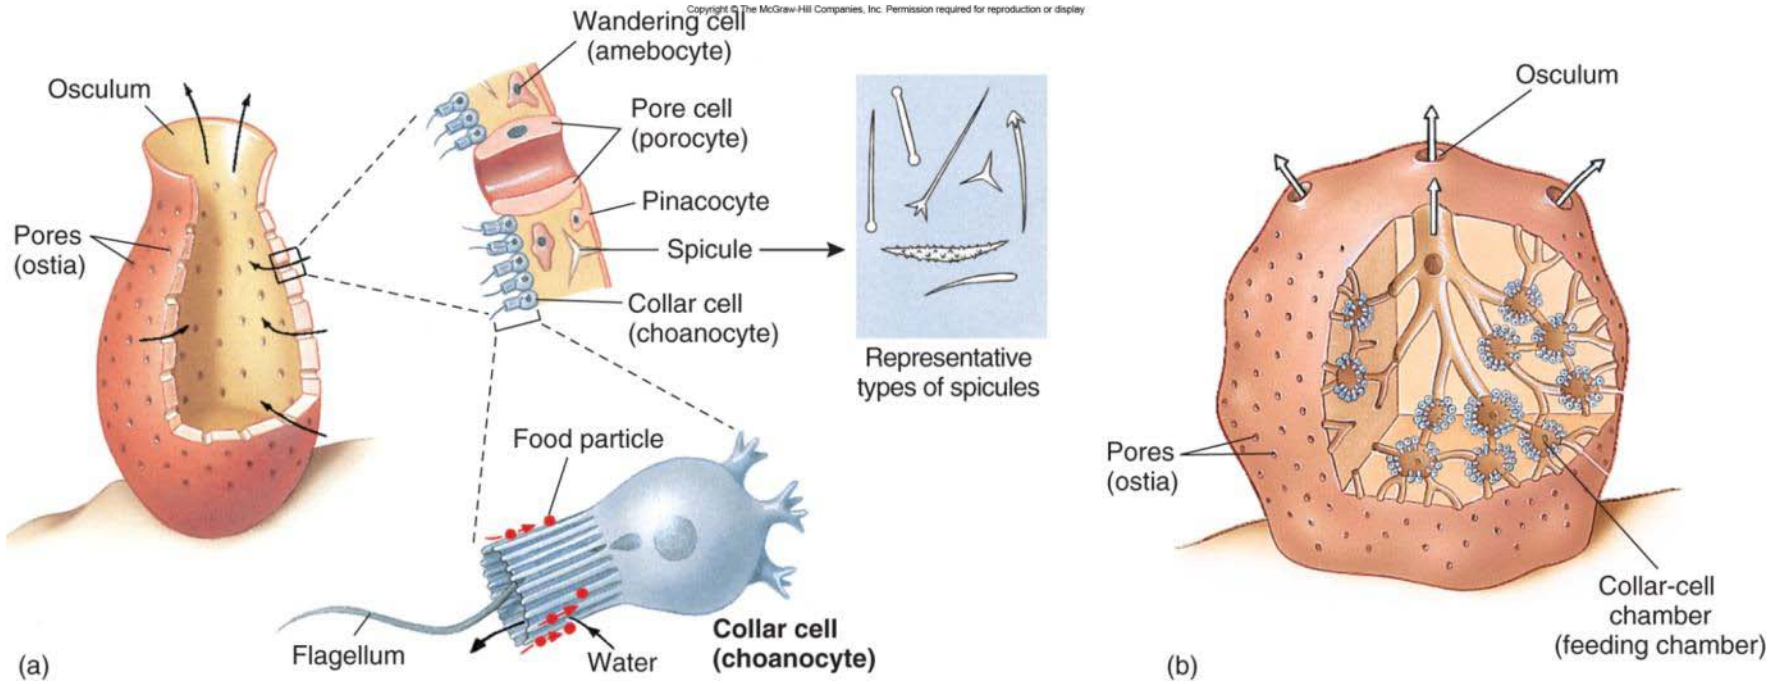 Copyright © The McGraw-Hill Companies, Inc. Permission required for reproduction or display
Wandering cell
(amebocyte)
Osculum
Pore cell
(porocyte)
Pinacocyte
Pores
(ostia)
Spicule
Collar cell
(choanocyte)
Representative
types of spicules
Food particle
Flagellum
Water
Collar cell
(choanocyte)
(a)
Osculum
Pores
(ostia)
Collar-cell
chamber
(feeding chamber)
(b)